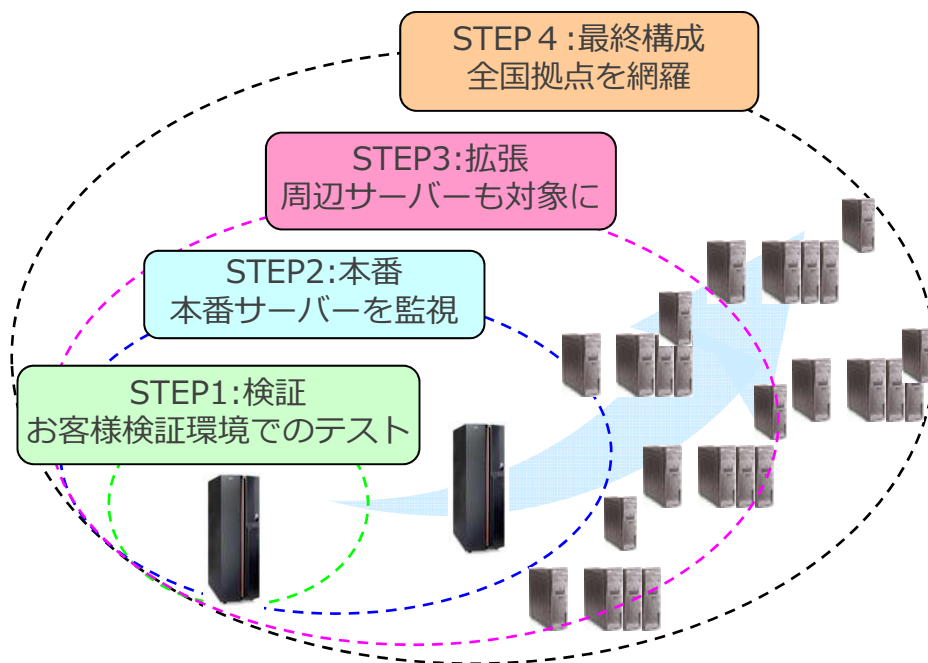 STEP４:最終構成
全国拠点を網羅
STEP3:拡張
周辺サーバーも対象に
STEP2:本番
本番サーバーを監視
STEP1:検証
お客様検証環境でのテスト